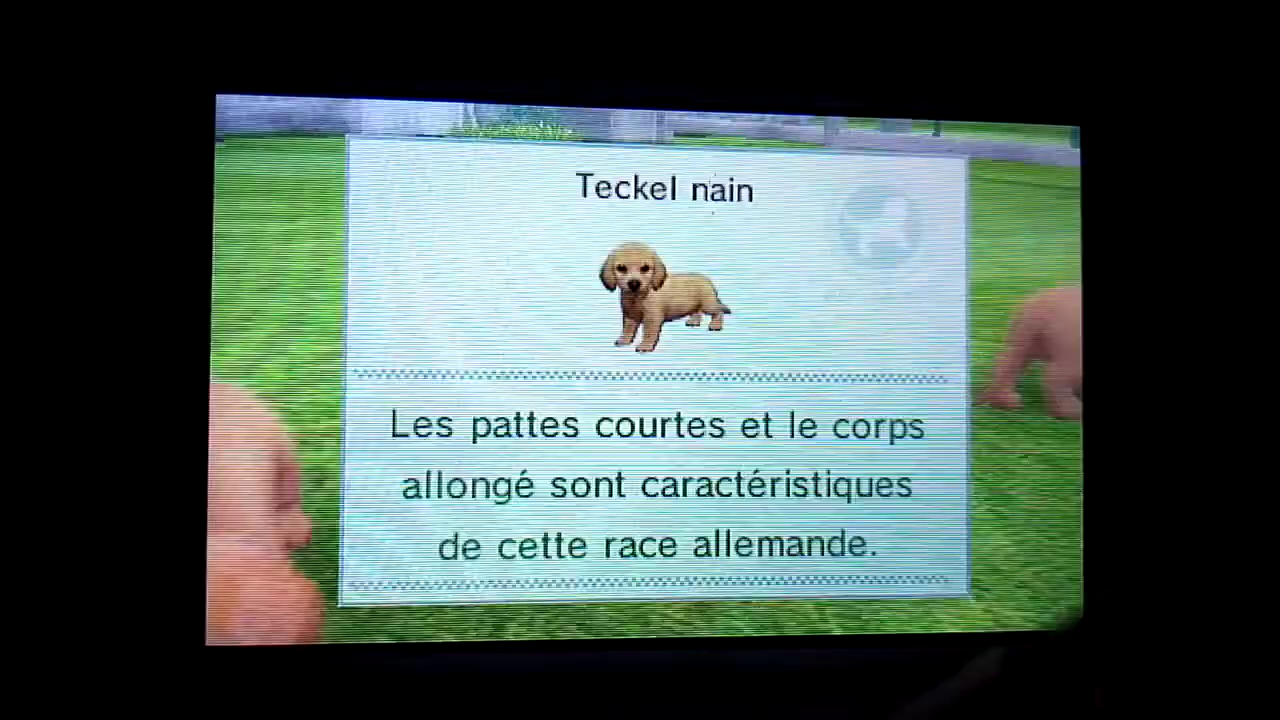 Teckel nain
Les pattes courtes et le corps
allongé sont caractéristiques
de cette race allemande.